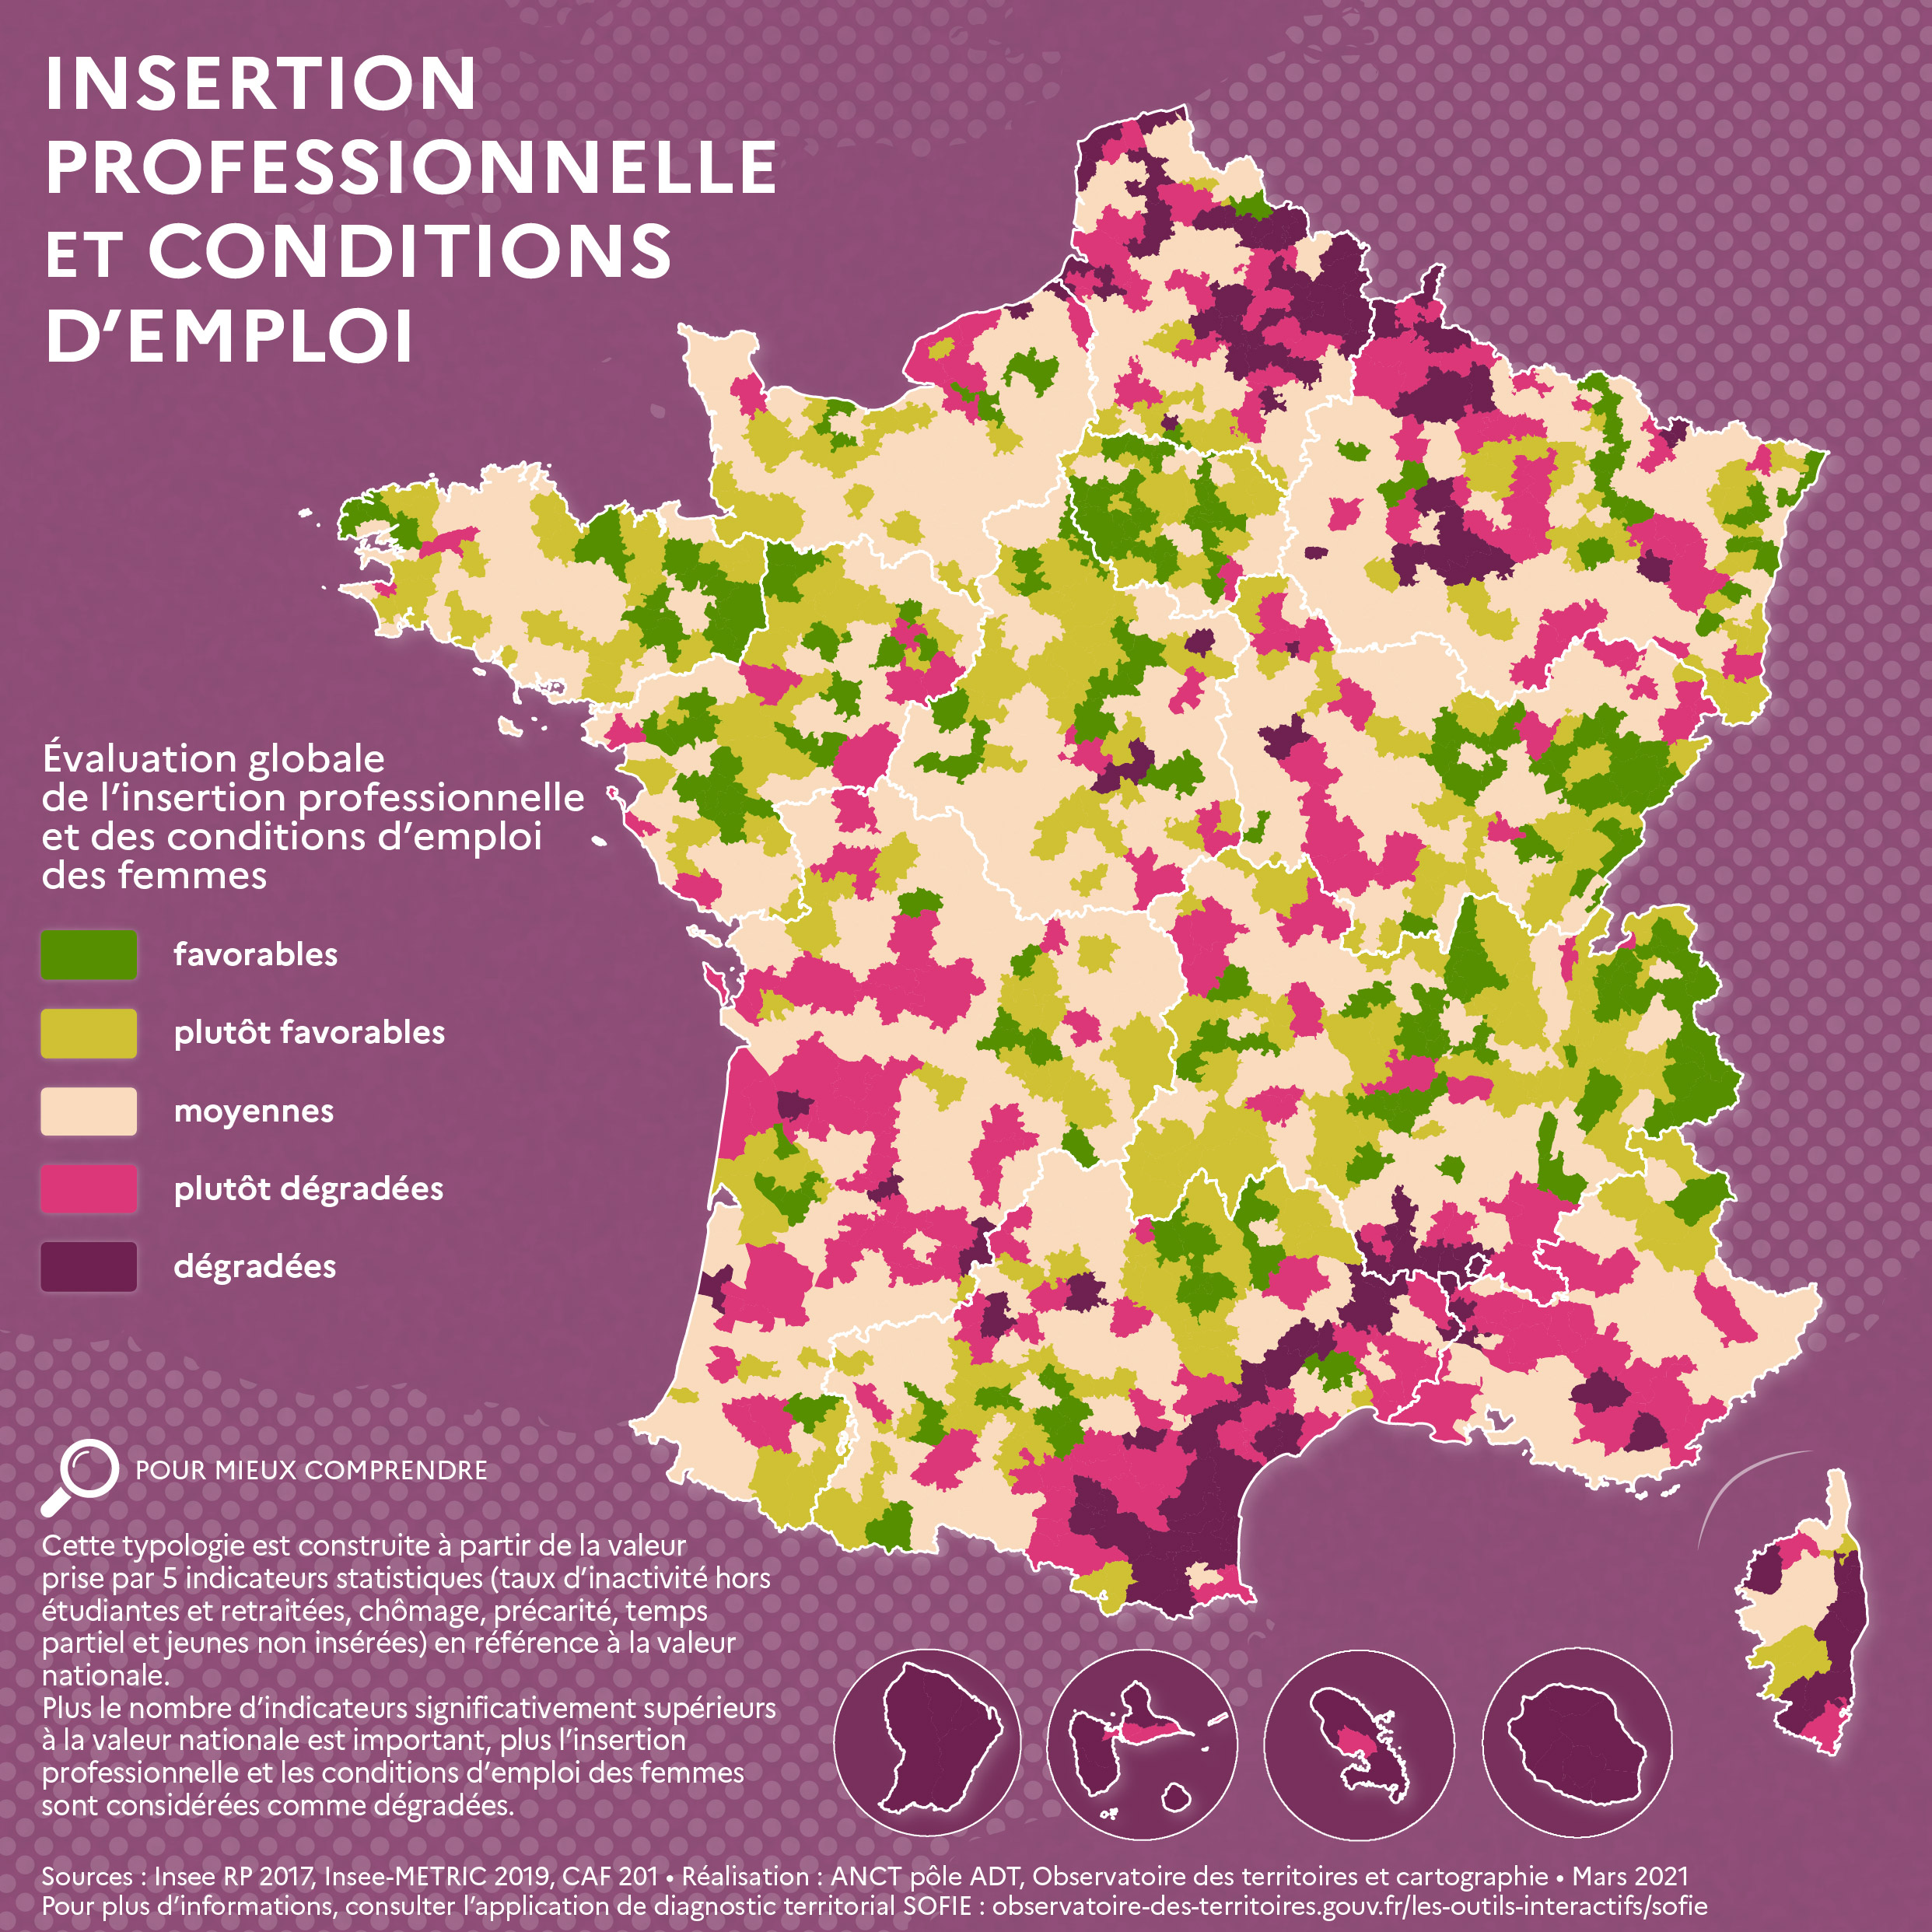 INSERTION
PROFESSIONNELLE
ET CONDITIONS
D’EMPLOI
Évaluation globale
de l’insertion professionnelle
et des conditions d’emploi
des femmes
favorables
plutôt favorables
moyennes
plutôt dégradées
dégradées
POUR MIEUX COMPRENDRE
Cette typologie est construite à partir de la valeur
prise par 5 indicateurs statistiques (taux d’inactivité hors
étudiantes et retraitées, chômage, précarité, temps
partiel et jeunes non insérées) en référence à la valeur
nationale.
Plus le nombre d’indicateurs significativement supérieurs
à la valeur nationale est important, plus l’insertion
professionnelle et les conditions d’emploi des femmes
sont considérées comme dégradées.
Sources : Insee RP 2017, Insee-METRIC 2019, CAF 201 • Réalisation : ANCT pôle ADT, Observatoire des territoires et cartographie • Mars 2021
Pour plus d’informations, consulter l’application de diagnostic territorial SOFIE : observatoire-des-territoires.gouv.fr/les-outils-interactifs/sofie